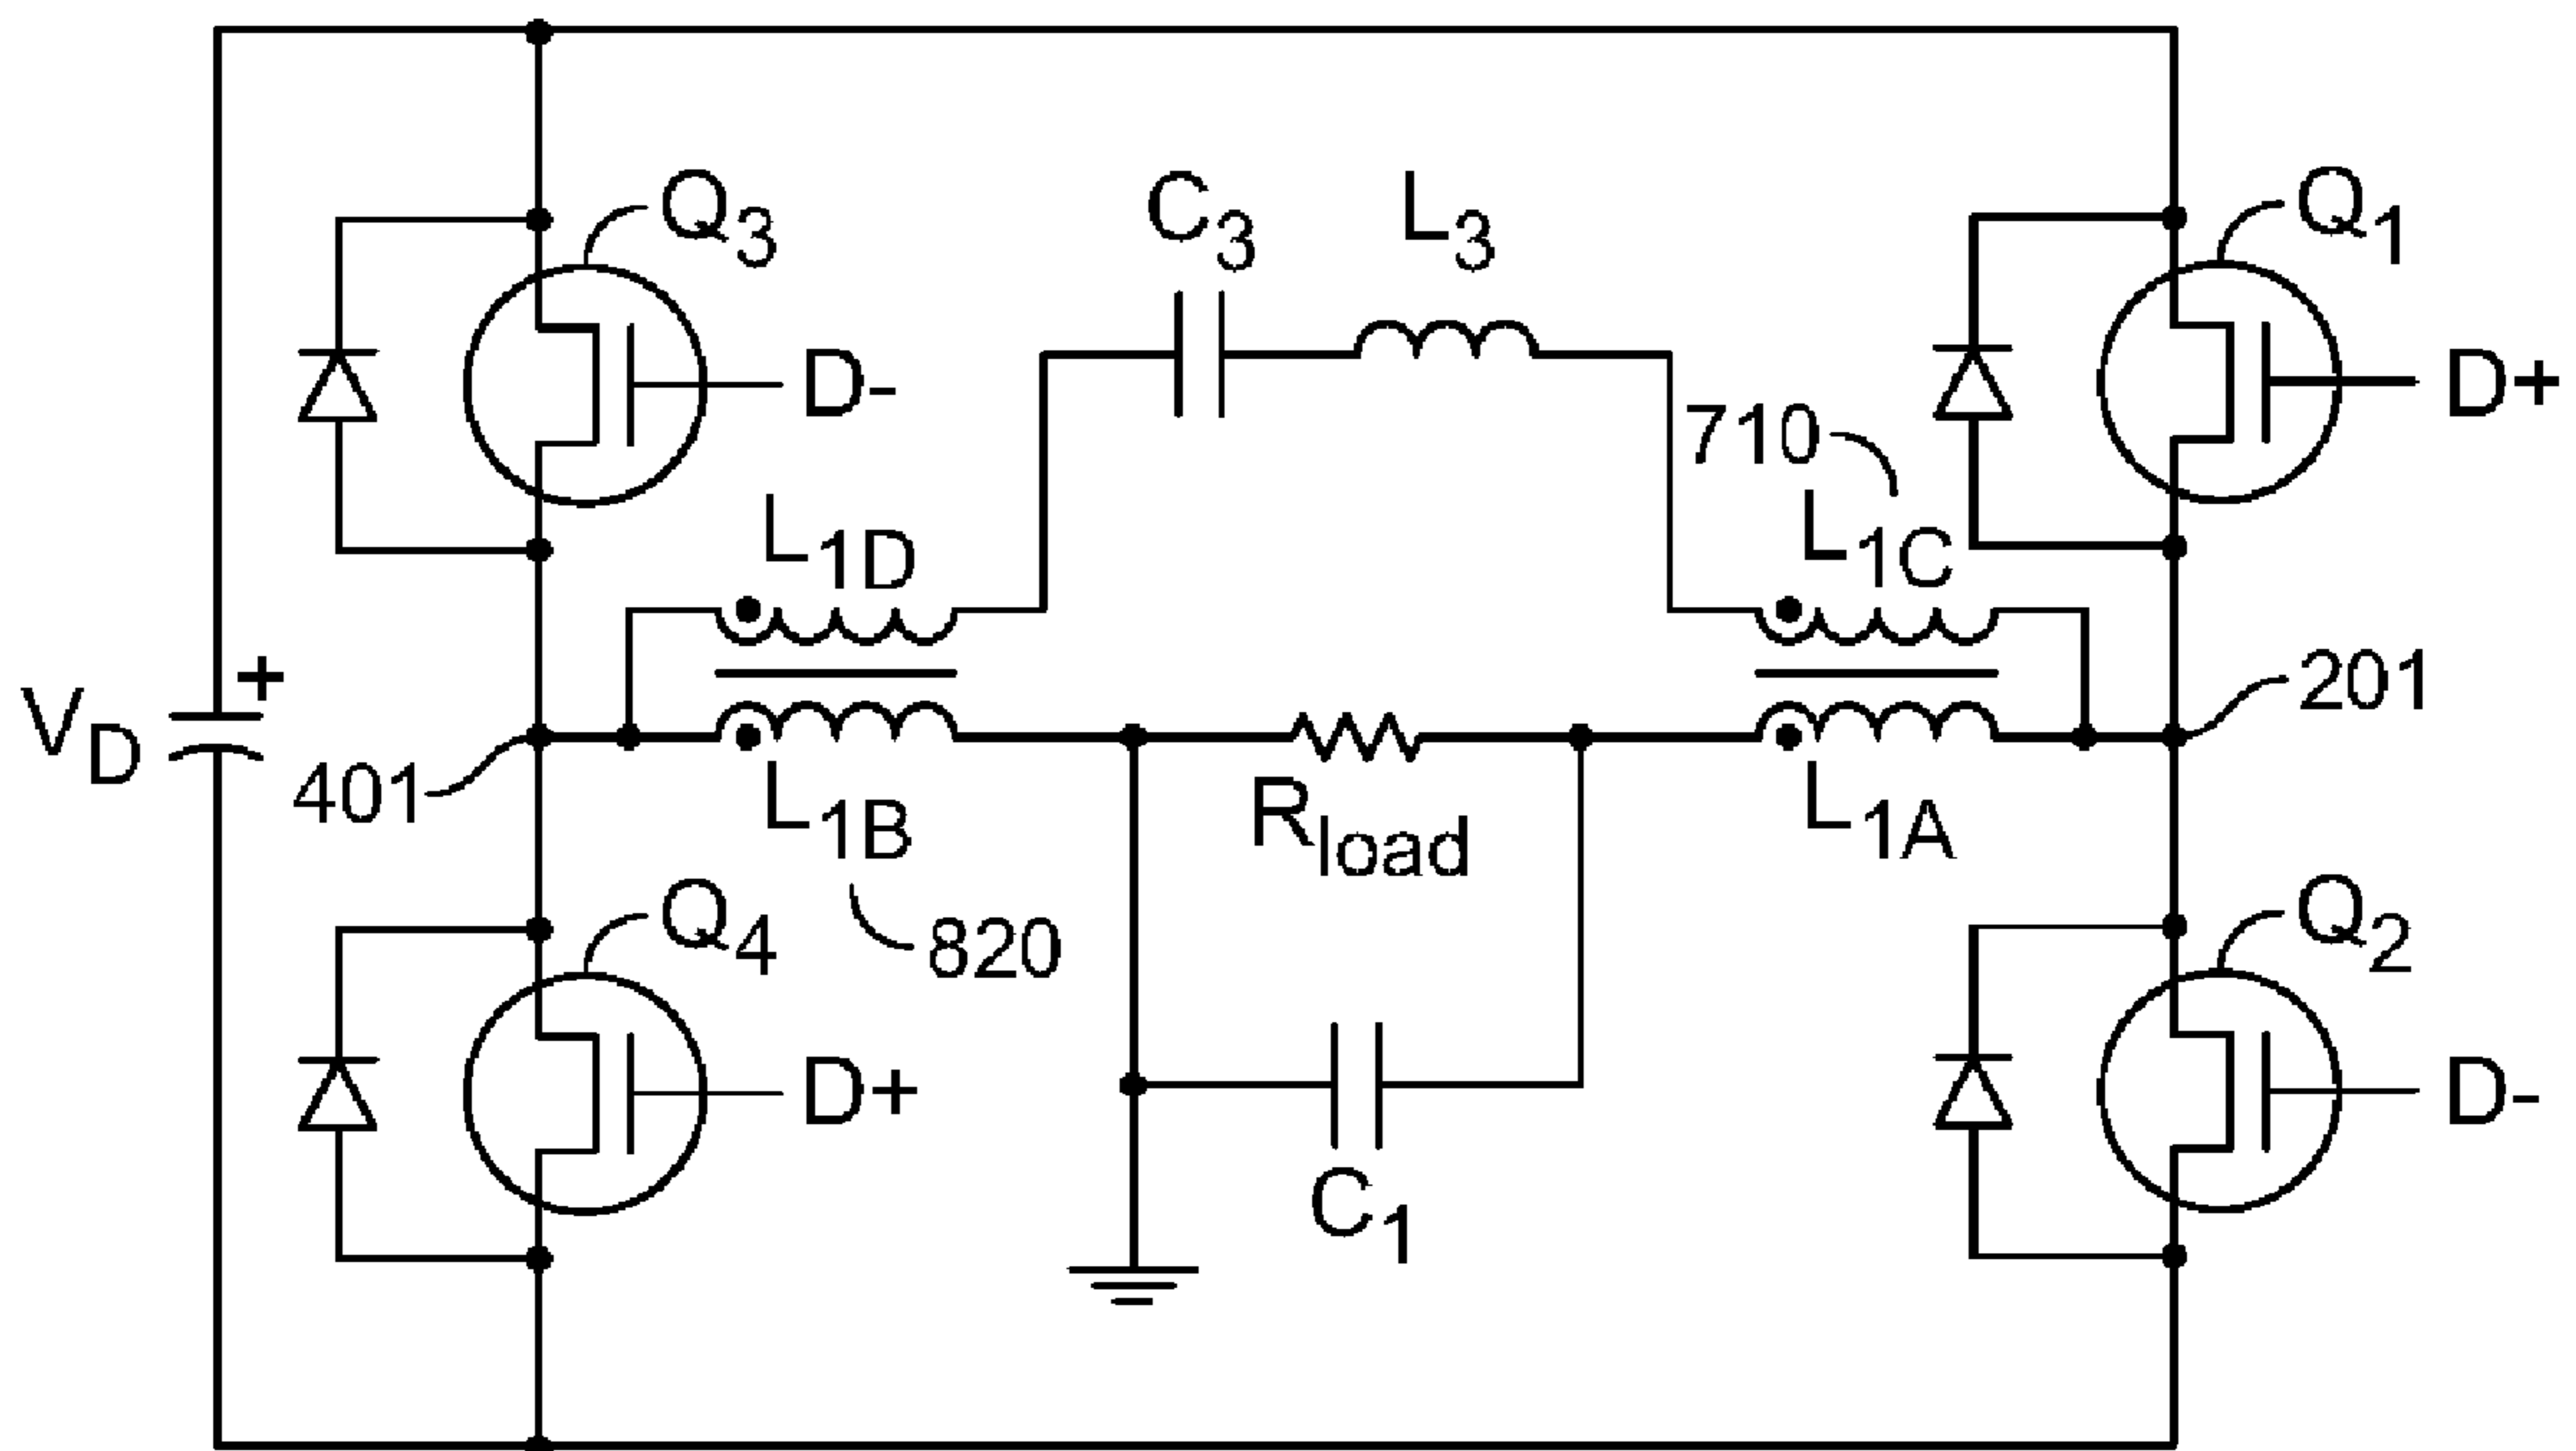 Q3
C3
L3
Q1
D-
D+
710
L1D
L1C
+
VD
401
201
L1B
Rload
L1A
Q4
820
Q2
D+
D-
C1